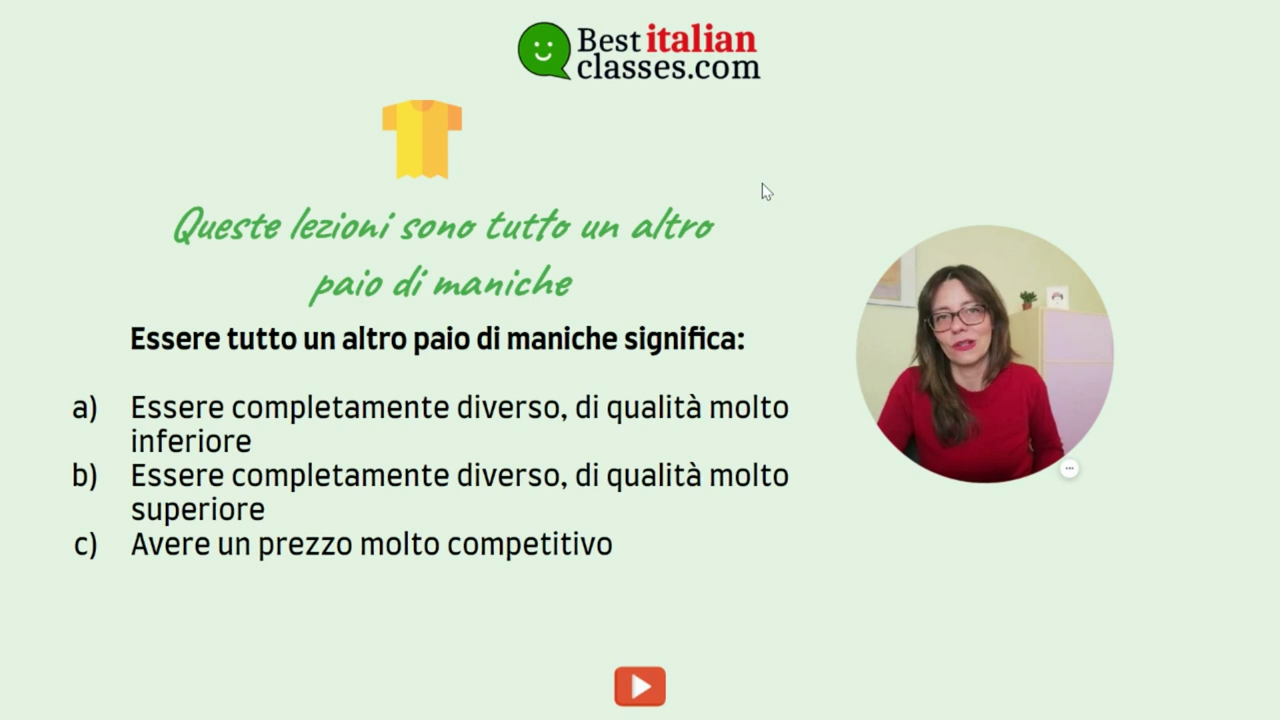 Best italian
classes.com
Queste lezioni sono tutto un altro
paio di maniche
Essere tutto un altro paio di maniche significa:
a) Essere completamente diverso, di qualità molto
inferiore
b) Essere completamente diverso, di qualità molto
superiore
c) Avere un prezzo molto competitivo